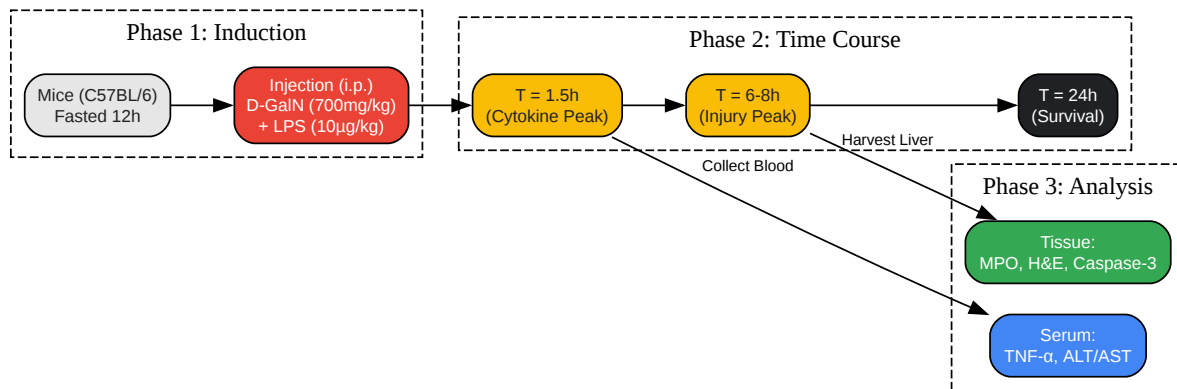 Phase 1: Induction
Mice (C57BL/6)
Fasted 12h
Injection (i.p.)
D-GalN (700mg/kg)
+ LPS (10µg/kg)
Phase 2: Time Course
T = 1.5h
(Cytokine Peak)
T = 6-8h
(Injury Peak)
T = 24h
(Survival)
Harvest Liver
Collect Blood
Phase 3: Analysis
Tissue:
MPO, H&E, Caspase-3
Serum:
TNF-α, ALT/AST